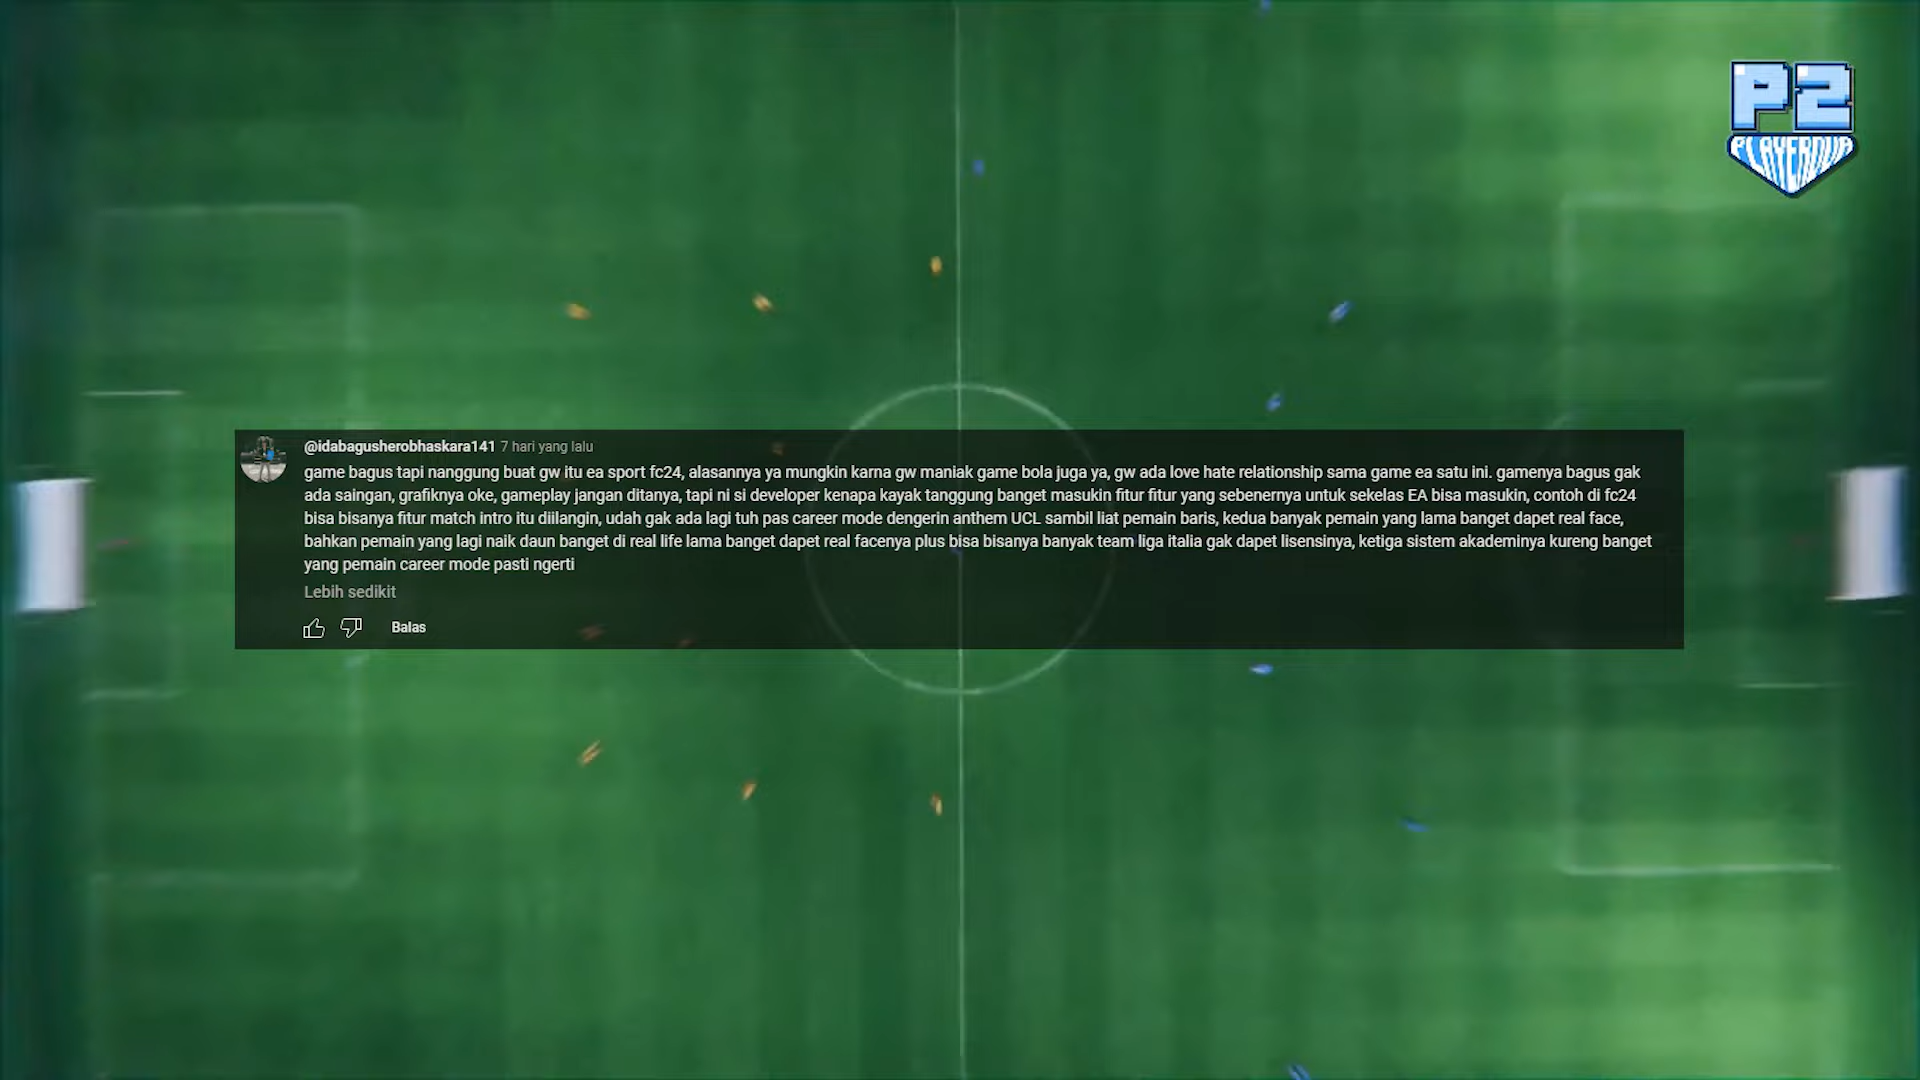 P2
PLAYERDUA
@idabagusherobhaskara141 7 hari yang lalu
game bagus tapi nanggung buat gw itu ea sport fc24, alasannya ya mungkin karna gw maniak game bola juga ya, gw ada love hate relationship sama game ea satu ini. gamenya bagus gak
ada saingan, grafiknya oke, gameplay jangan ditanya, tapi ni si developer kenapa kayak tanggung banget masukin fitur fitur yang sebenernya untuk sekelas EA bisa masukin, contoh di fc24
bisa bisanya fitur match intro itu diilangin, udah gak ada lagi tuh pas career mode dengerin anthem UCL sambil liat pemain baris, kedua banyak pemain yang lama banget dapet real face,
bahkan pemain yang lagi naik daun banget di real life lama banget dapet real facenya plus bisa bisanya banyak team liga italia gak dapet lisensinya, ketiga sistem akademinya kureng banget
yang pemain career mode pasti ngerti
Lebih sedikit
Balas